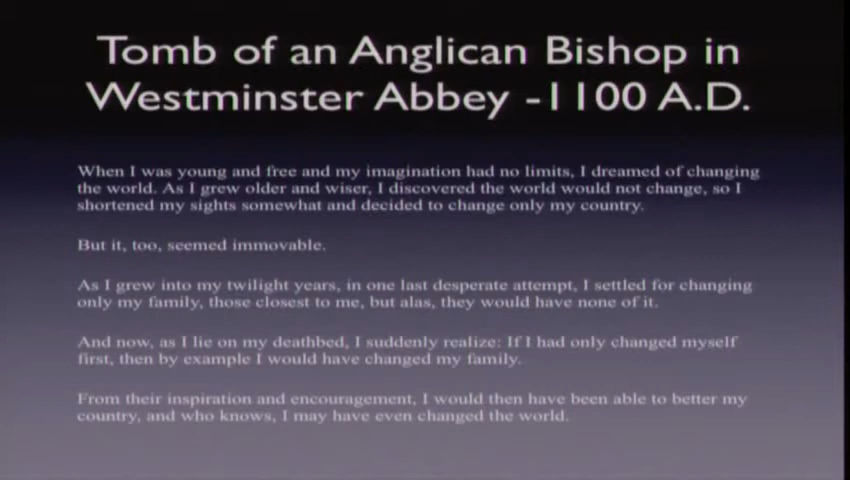 Tomb of an Anglican Bishop in
Westminster Abbey -1100 A.D.
When I was young and free and my imagination had no limits, I dreamed of changing
the world. As I grew older and wiser, I discovered the world would not change, so I
shortened my sights somewhat and decided to change only my country.
But it, too, seemed immovable.
As I grew into my twilight years, in one last desperate attempt, I settled for changing
only my family, those closest to me, but alas, they would have none of it.
And now, as I lie on my deathbed, I suddenly realize: If I had only changed myself
first, then by example I would have changed my family.
From their inspiration and encouragement, I would then have been able to better my
country, and who knows, I may have even changed the world.